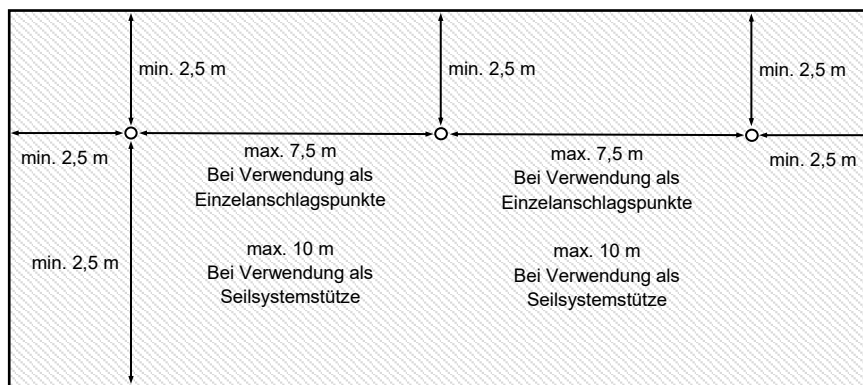 min. 2,5 m
min. 2,5 m
min. 2,5 m
min. 2,5 m
max. 7,5 m
Bei Verwendung als
Einzelanschlagspunkte
max. 7,5 m
Bei Verwendung als
Einzelanschlagspunkte
min. 2,5 m
min. 2,5 m
max. 10 m
Bei Verwendung als
Seilsystemstütze
max. 10 m
Bei Verwendung als
Seilsystemstütze